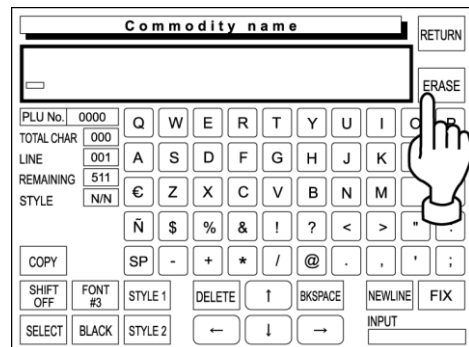 Commodity name
RETURN
ERASE
PLU No. 0000
TOTAL CHAR 000
LINE 001
REMAINING 511
STYLE N/N
Q W E R T Y U I O P
A S D F G H J K
€ Z X C V B N M
Ñ $ % & ! ? < > "
COPY SP - + * / @ . , ' ;
SHIFT OFF FONT #3 STYLE 1 DELETE ↑ BKSPACE NEWLINE FIX
SELECT BLACK STYLE 2 ← ↓ → INPUT